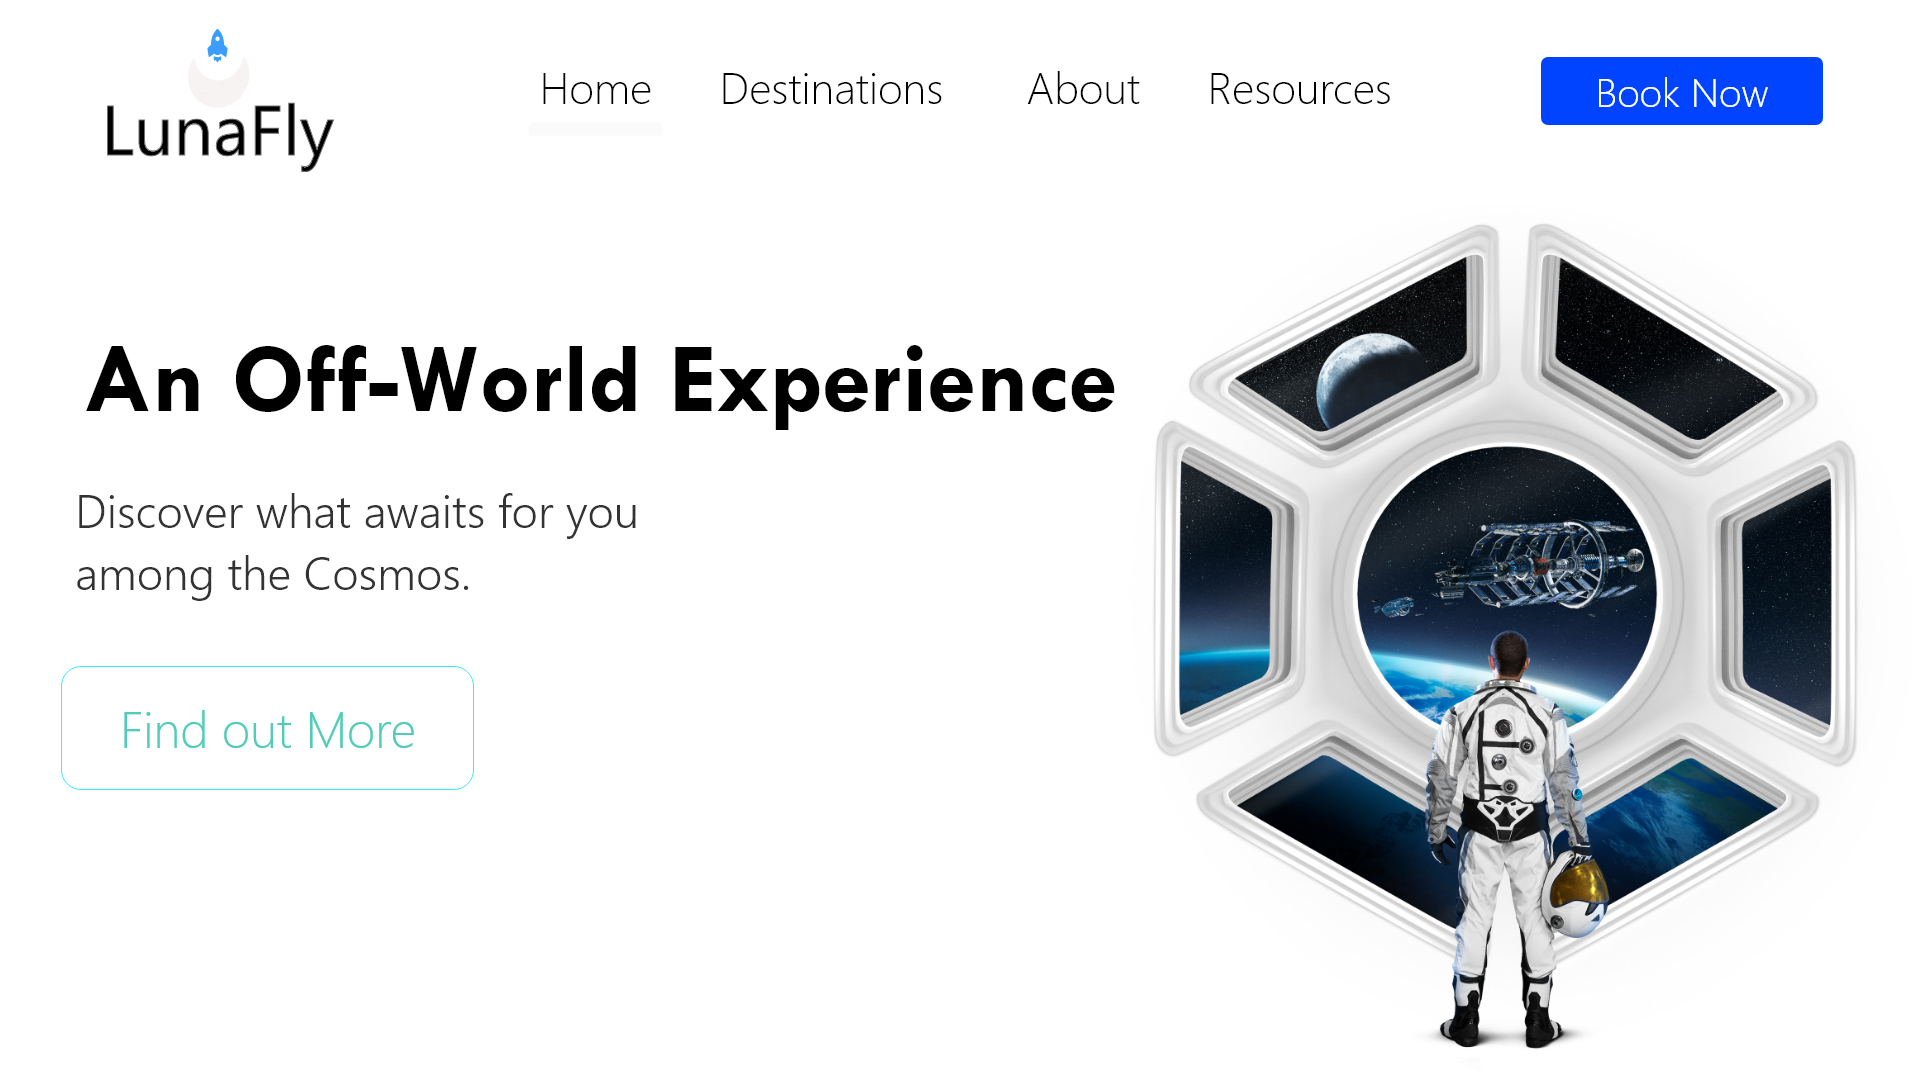 LunaFly
Home
Destinations
About
Resources
Book Now
An Off-World Experience
Discover what awaits for you
among the Cosmos.
Find out More